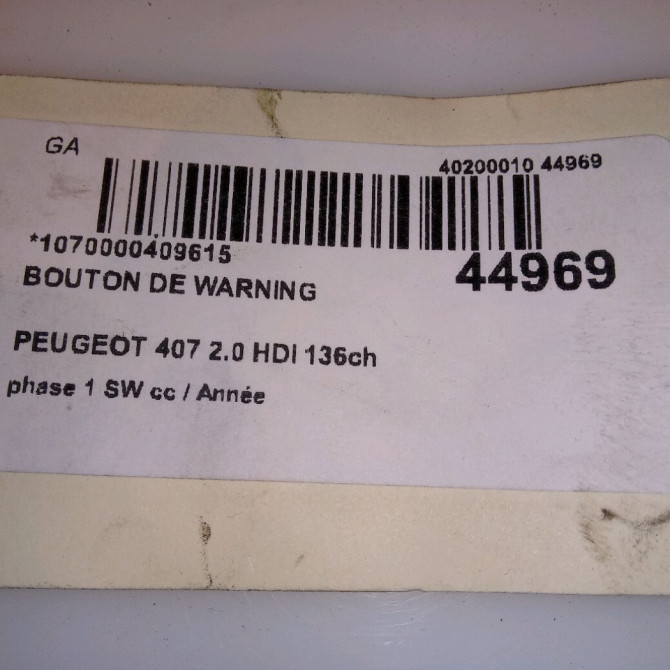 GA
40200010 44969
*1070000409615
44969
BOUTON DE WARNING
PEUGEOT 407 2.0 HDI 136ch
phase 1 SW cc / Année